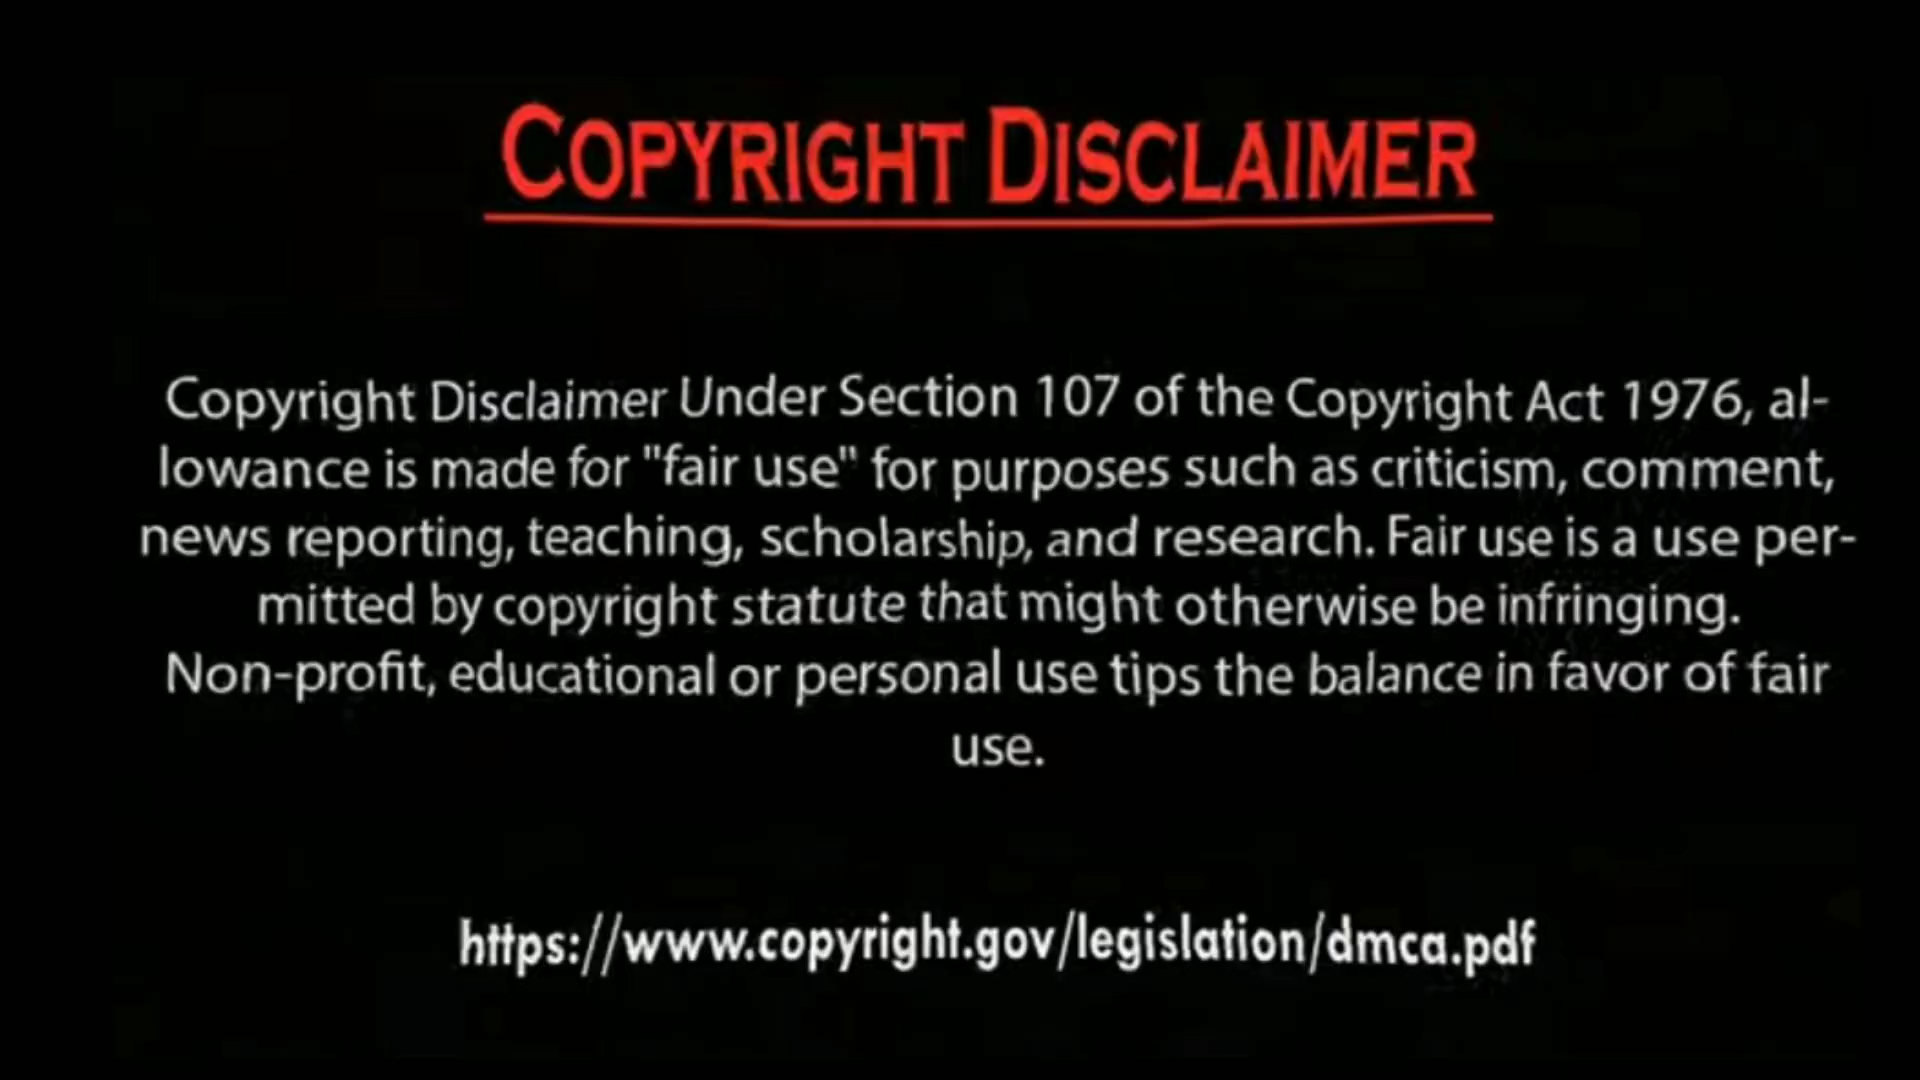 COPYRIGHT DISCLAIMER
Copyright Disclaimer Under Section 107 of the Copyright Act 1976, al-
lowance is made for "fair use" for purposes such as criticism, comment,
news reporting, teaching, scholarship, and research. Fair use is a use per-
mitted by copyright statute that might otherwise be infringing.
Non-profit, educational or personal use tips the balance in favor of fair
use.
https://www.copyright.gov/legislation/dmca.pdf